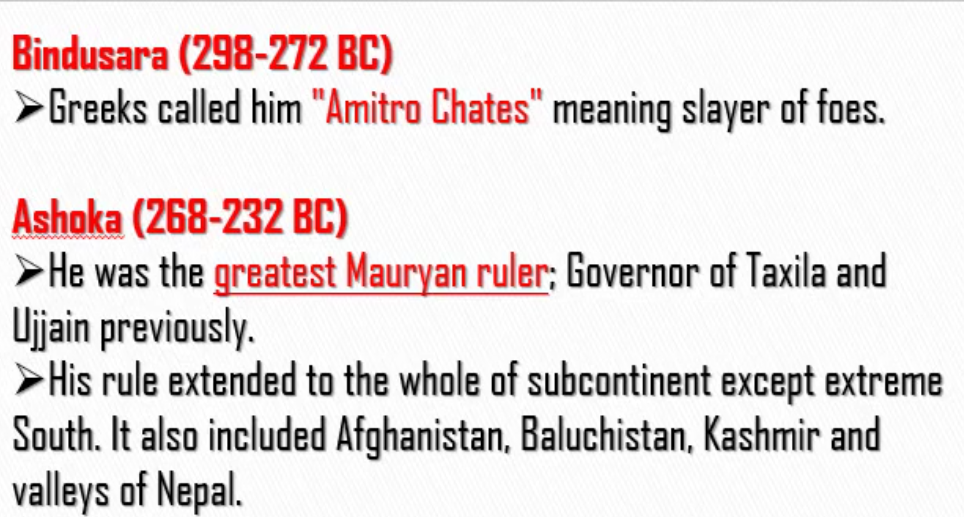 Bindusara (298-272 BC)
➢Greeks called him "Amitro Chates" meaning slayer of foes.
Ashoka (268-232 BC)
➢He was the greatest Mauryan ruler; Governor of Taxila and
Ujjain previously.
➢His rule extended to the whole of subcontinent except extreme
South. It also included Afghanistan, Baluchistan, Kashmir and
valleys of Nepal.